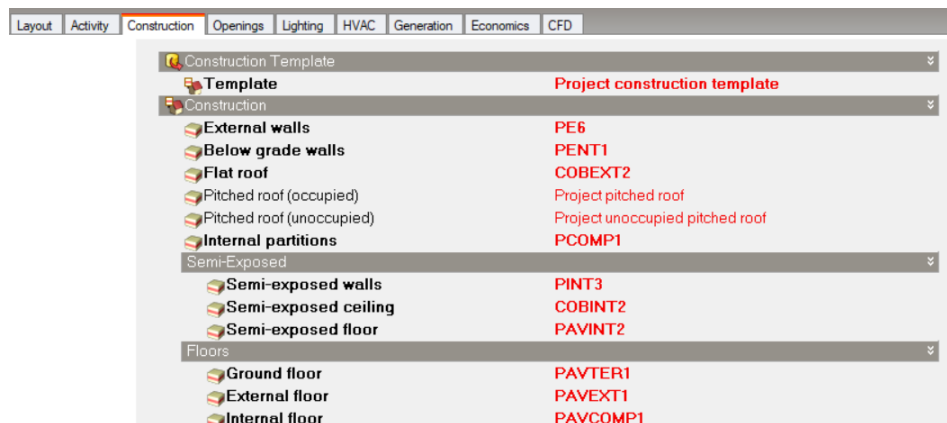 Layout Activity Construction Openings Lighting HVAC Generation Economics CFD
Construction Template
Template Project construction template
Construction
External walls PE6
Below grade walls PENT1
Flat roof COBEXT2
Pitched roof (occupied) Project pitched roof
Pitched roof (unoccupied) Project unoccupied pitched roof
Internal partitions PCOMP1
Semi-Exposed
Semi-exposed walls PINT3
Semi-exposed ceiling COBINT2
Semi-exposed floor PAVINT2
Floors
Ground floor PAVTER1
External floor PAVEXT1
Internal floor PAVCOMP1